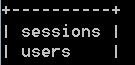 +----------+
| sessions |
| users    |